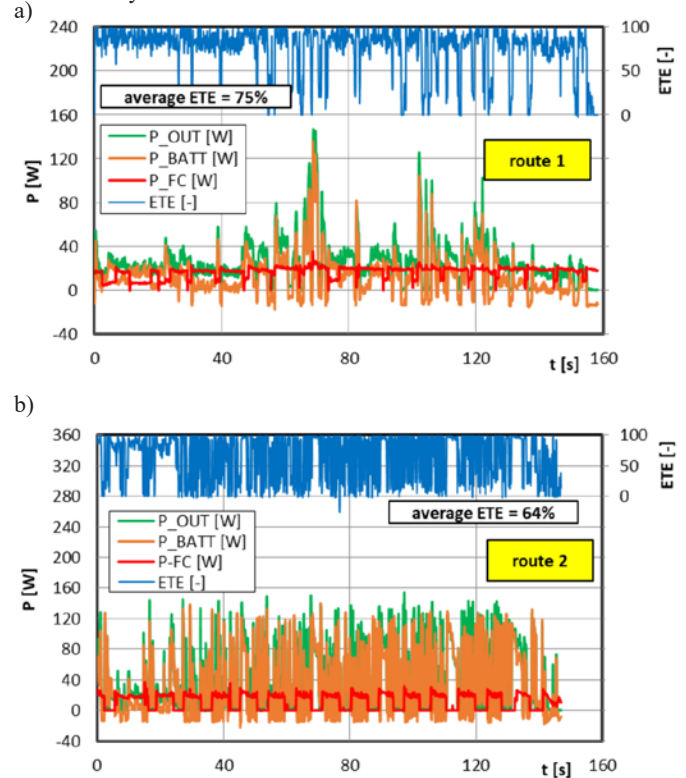 a)
240
200
160
120
80
40
0
-40
P [W]
100
50
0
ETE [-]
average ETE = 75%
P_OUT [W]
P_BATT [W]
P_FC [W]
ETE [-]
route 1
0
40
80
120
160
t [s]
b)
360
320
280
240
200
160
120
80
40
0
-40
P [W]
100
50
0
ETE [-]
average ETE = 64%
P_OUT [W]
P_BATT [W]
P-FC [W]
ETE [-]
route 2
0
40
80
120
160
t [s]